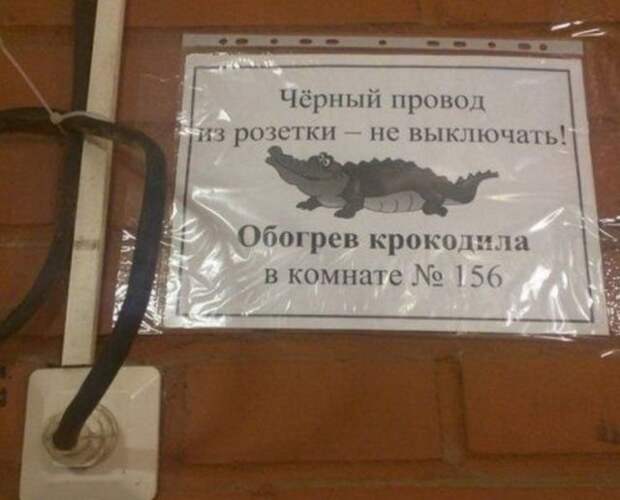 Чёрный провод
из розетки – не выключать!
Обогрев крокодила
в комнате № 156